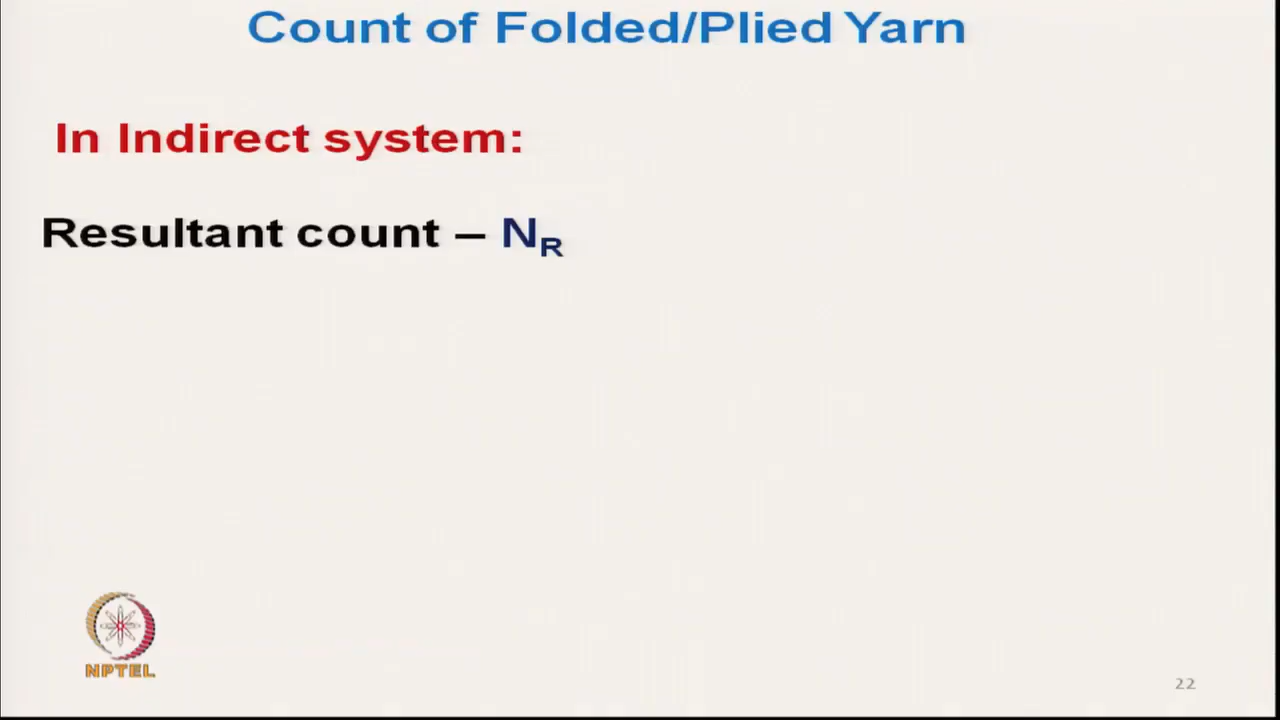 Count of Folded/Plied Yarn
In Indirect system:
Resultant count – NR
NPTEL
22